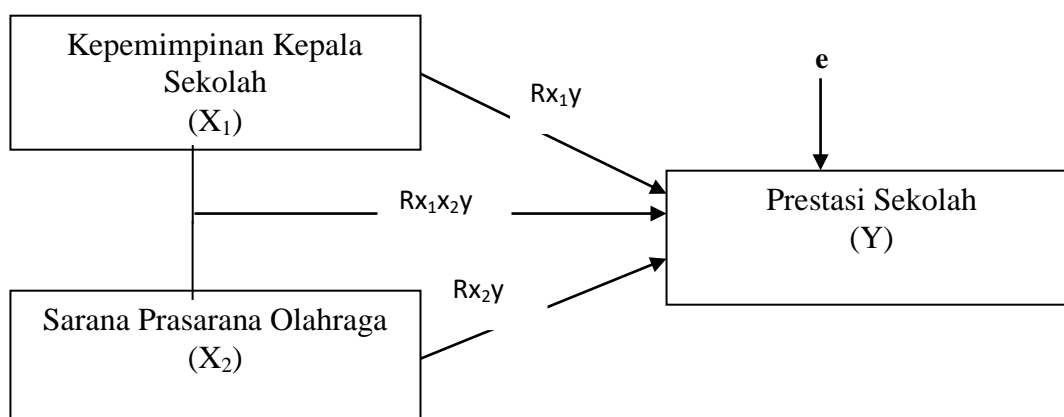 Kepemimpinan Kepala
Sekolah
(X₁)
Rx₁y
e
Rx₁x₂y
Prestasi Sekolah
(Y)
Rx₂y
Sarana Prasarana Olahraga
(X₂)